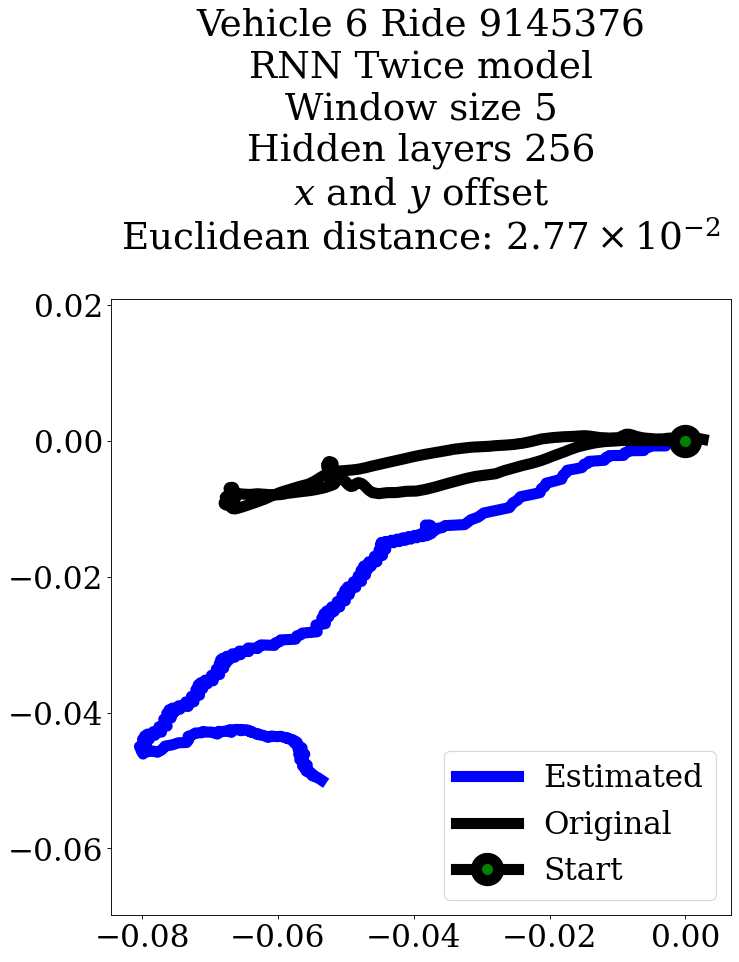 Vehicle 6 Ride 9145376
RNN Twice model
Window size 5
Hidden layers 256
x and y offset
Euclidean distance: 2.77 × 10⁻²
0.02
0.00
−0.02
−0.04
−0.06
Estimated
Original
Start
−0.08 −0.06 −0.04 −0.02 0.00